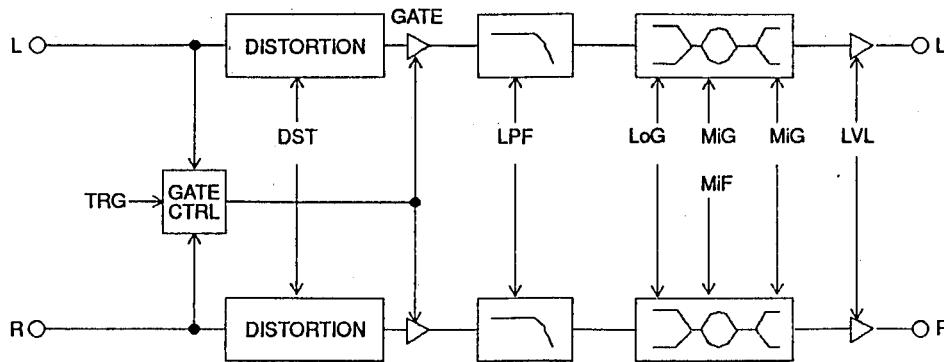 GATE
L DISTORTION L
DST LPF LoG MiG MiG LVL
MiF
TRG GATE
CTRL
R DISTORTION